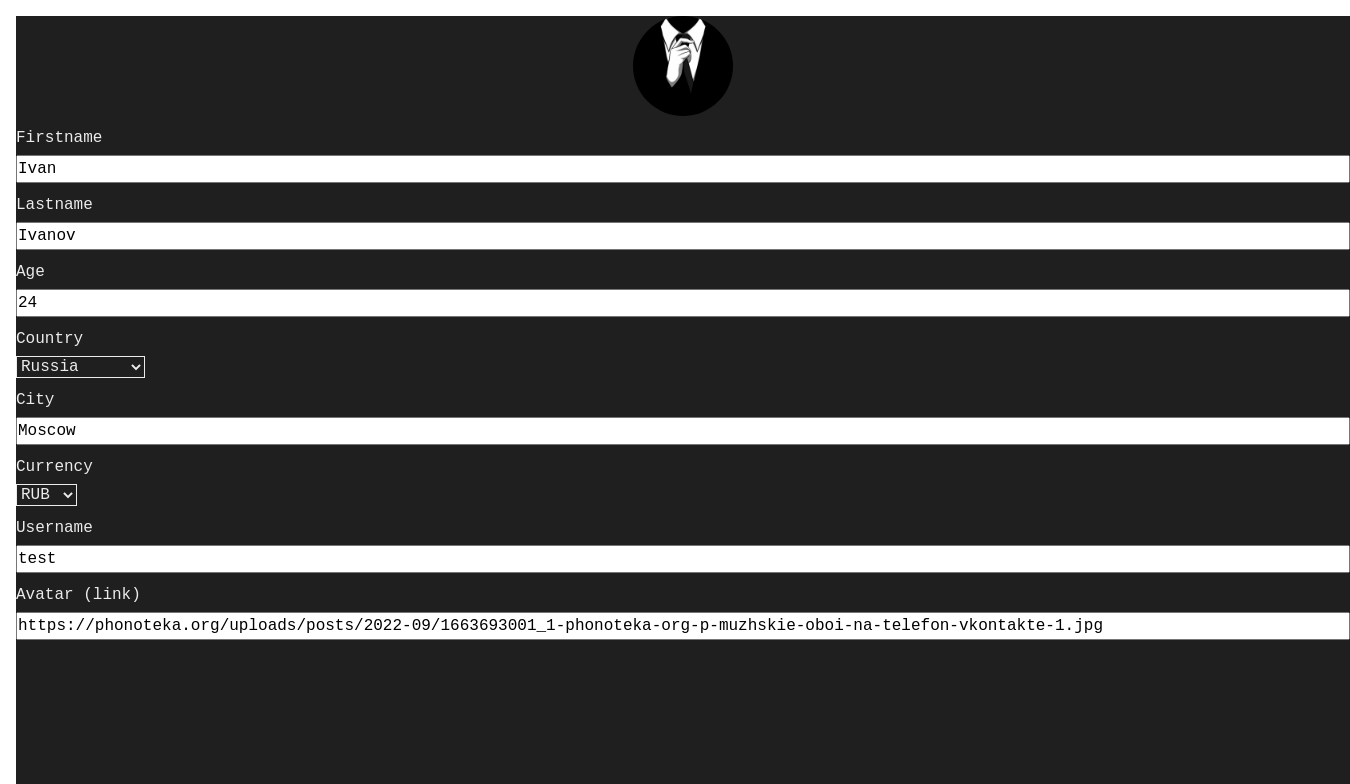 Firstname
Ivan
Lastname
Ivanov
Age
24
Country
Russia
City
Moscow
Currency
RUB
Username
test
Avatar (link)
https://phonoteka.org/uploads/posts/2022-09/1663693001_1-phonoteka-org-p-muzhskie-oboi-na-telefon-vkontakte-1.jpg